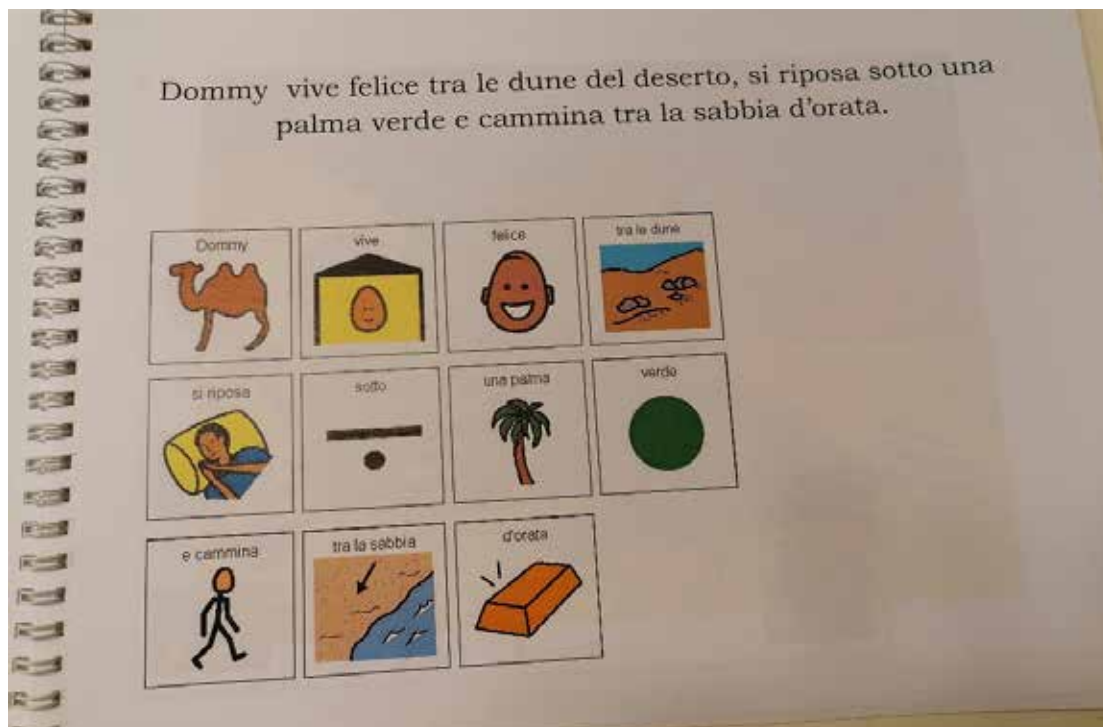 Dommy vive felice tra le dune del deserto, si riposa sotto una
palma verde e cammina tra la sabbia d'orata.
Dommy
vive
felice
tra le dune
si riposa
sotto
una palma
verde
e cammina
tra la sabbia
d'orata